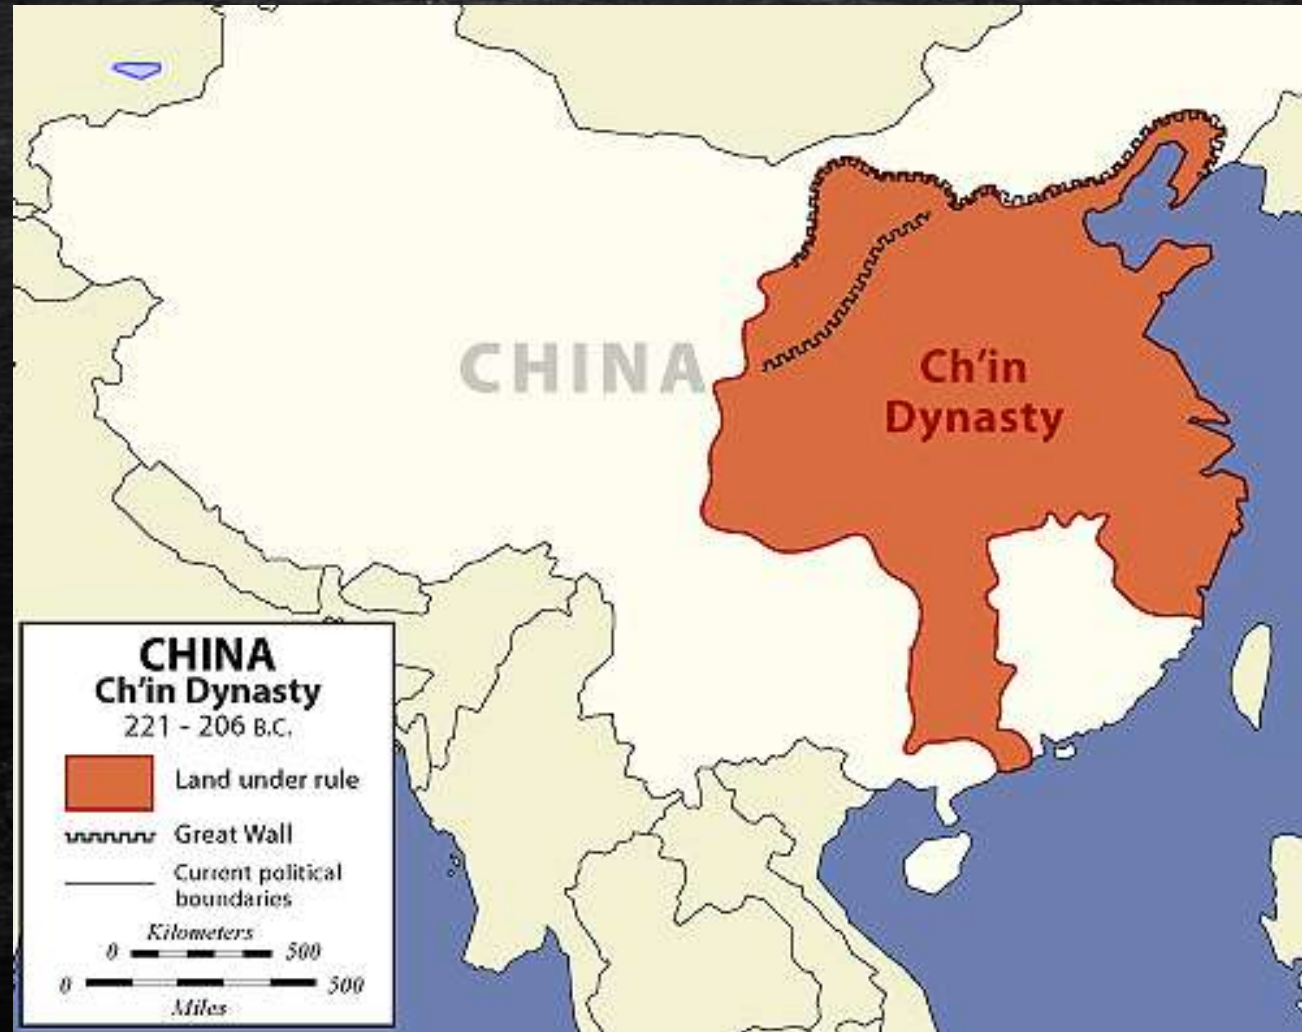 CHINA
Ch'in
Dynasty
CHINA
Ch'in Dynasty
221 - 206 B.C.
Land under rule
Great Wall
Current political
boundaries
Kilometers
0 500
0 500
Miles